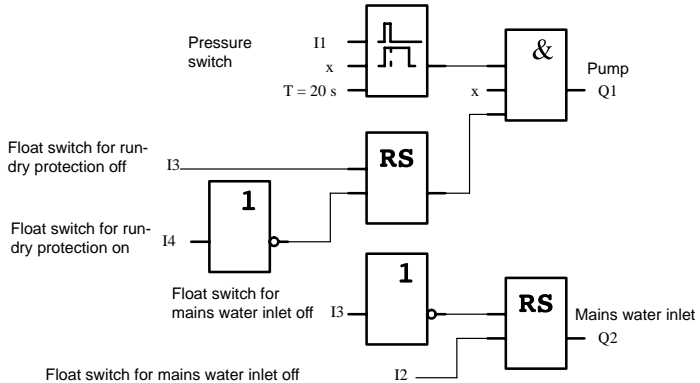 Pressure
switch
I1
x
T = 20 s
&
x
Pump
Q1
Float switch for run-
dry protection off
I3
RS
1
Float switch for run-
dry protection on
I4
Float switch for
mains water inlet off
I3
1
RS
Mains water inlet
Q2
Float switch for mains water inlet off
I2